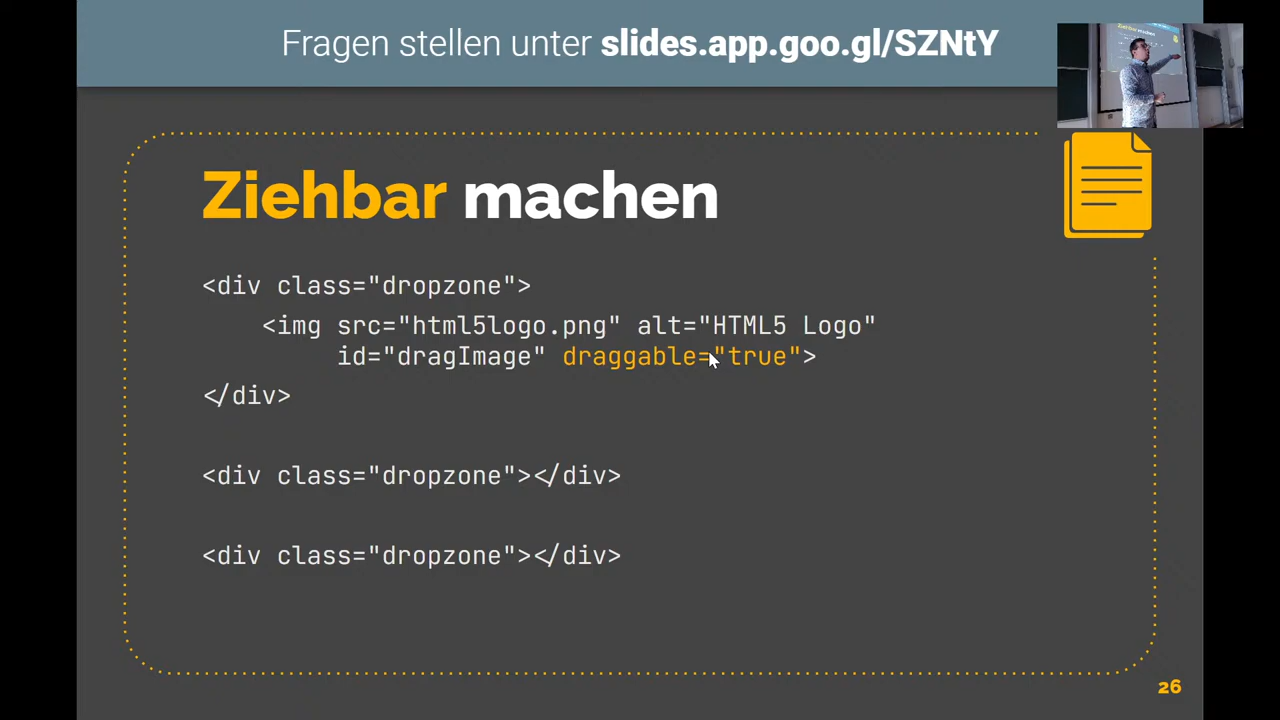 Fragen stellen unter slides.app.goo.gl/SZNtY
Ziehbar machen
<div class="dropzone">
<img src="html5logo.png" alt="HTML5 Logo"
id="dragImage" draggable="true">
</div>
<div class="dropzone"></div>
<div class="dropzone"></div>
26